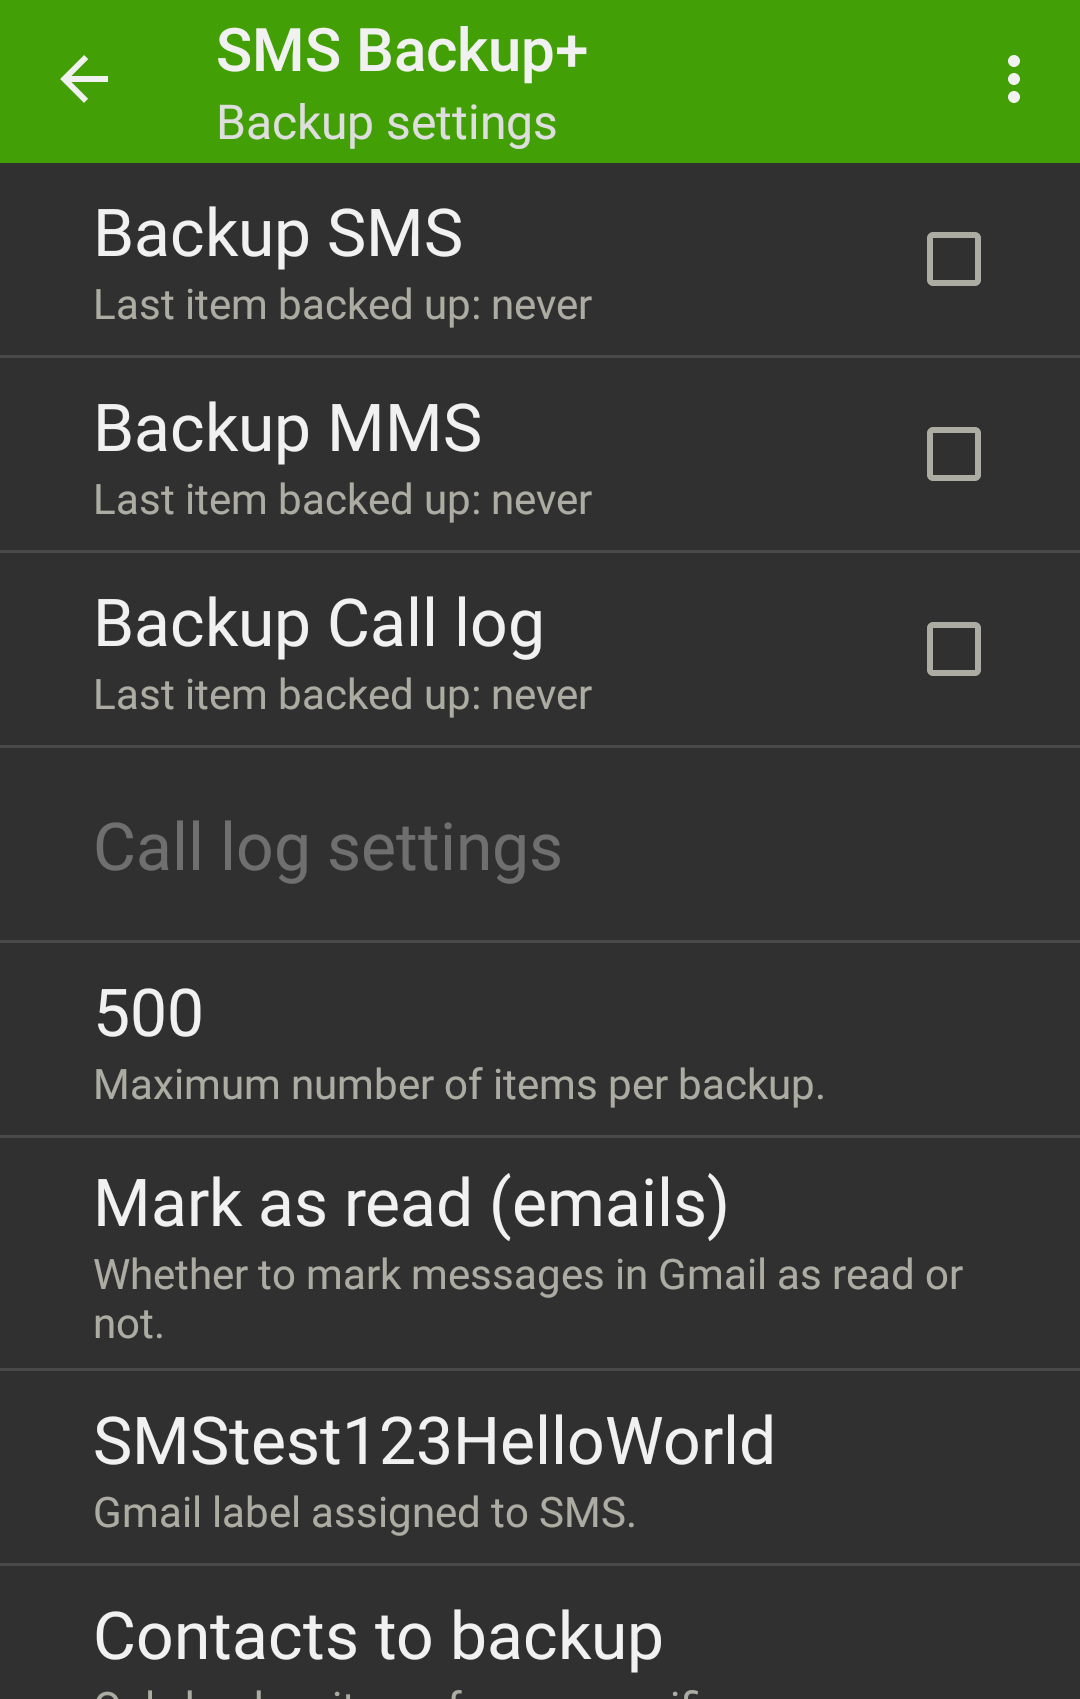 SMS Backup+
Backup settings
Backup SMS
Last item backed up: never
Backup MMS
Last item backed up: never
Backup Call log
Last item backed up: never
Call log settings
500
Maximum number of items per backup.
Mark as read (emails)
Whether to mark messages in Gmail as read or
not.
SMStest123HelloWorld
Gmail label assigned to SMS.
Contacts to backup